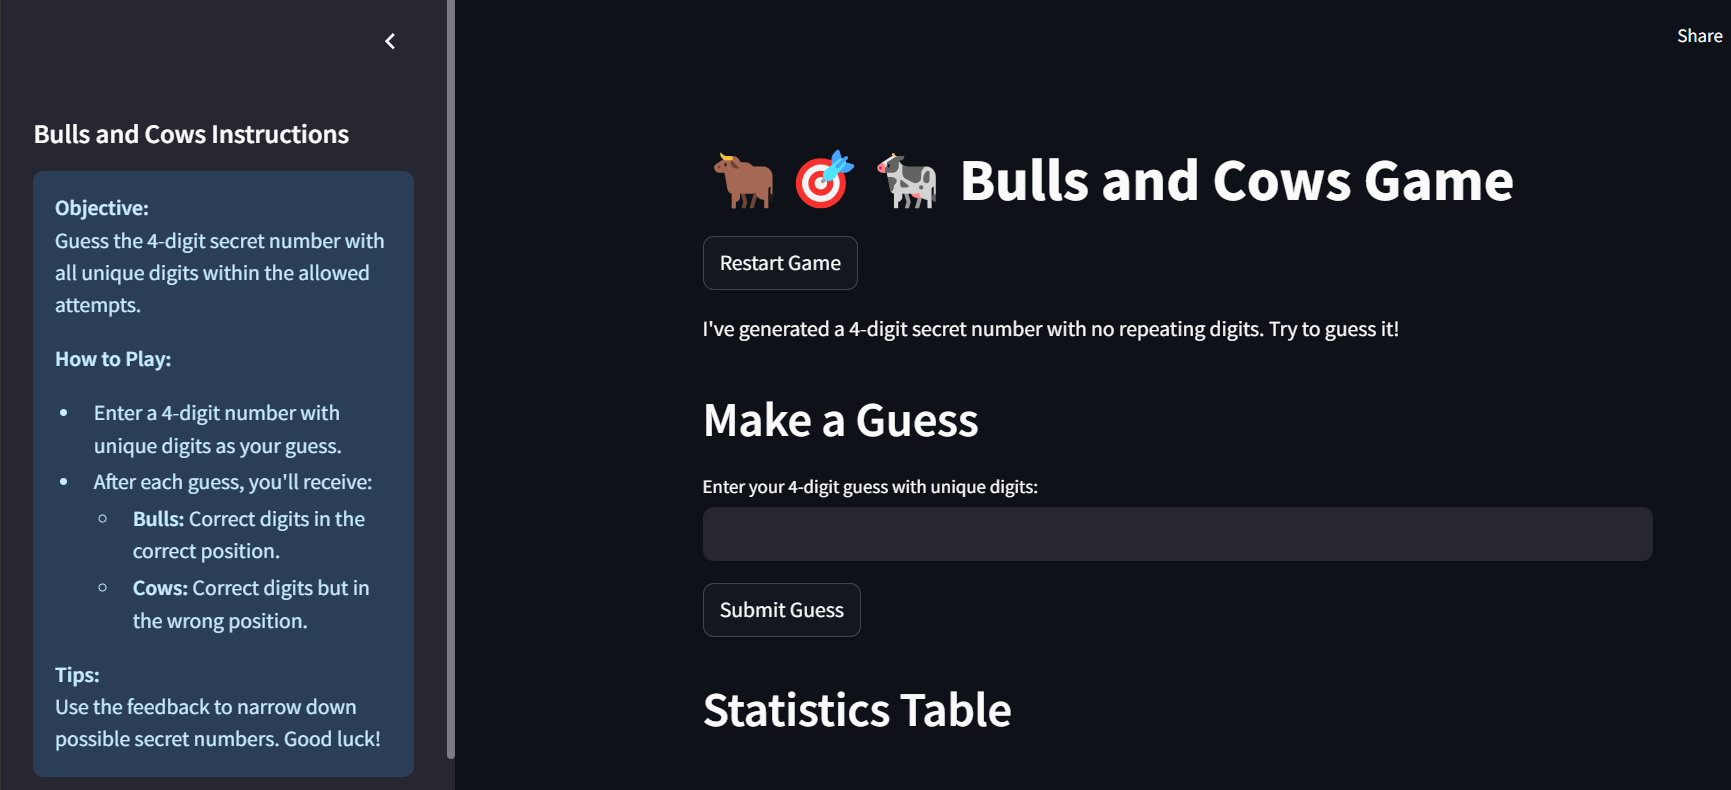 Bulls and Cows Instructions
Objective:
Guess the 4-digit secret number with
all unique digits within the allowed
attempts.
How to Play:
• Enter a 4-digit number with
unique digits as your guess.
• After each guess, you'll receive:
◦ Bulls: Correct digits in the
correct position.
◦ Cows: Correct digits but in
the wrong position.
Tips:
Use the feedback to narrow down
possible secret numbers. Good luck!
Share
Bulls and Cows Game
Restart Game
I've generated a 4-digit secret number with no repeating digits. Try to guess it!
Make a Guess
Enter your 4-digit guess with unique digits:
Submit Guess
Statistics Table